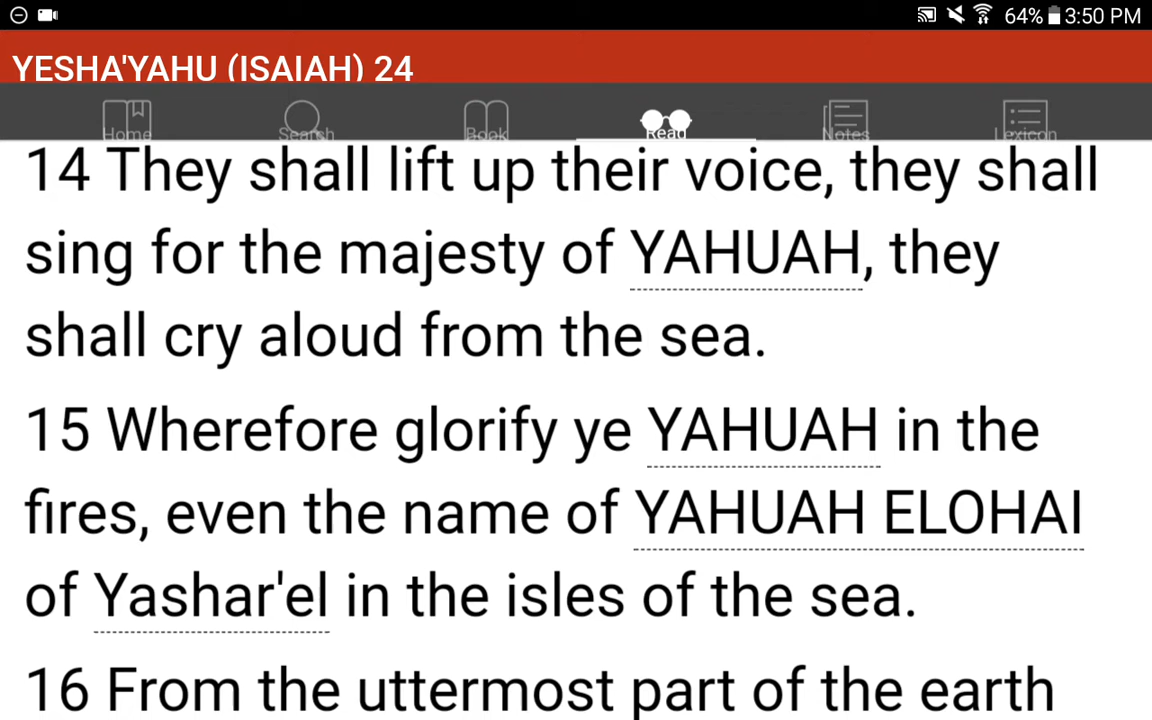 64% 3:50 PM
YESHA'YAHU (ISAIAH) 24
Home Search Book Read Notes Lexicon
14 They shall lift up their voice, they shall
sing for the majesty of YAHUAH, they
shall cry aloud from the sea.
15 Wherefore glorify ye YAHUAH in the
fires, even the name of YAHUAH ELOHAI
of Yashar'el in the isles of the sea.
16 From the uttermost part of the earth